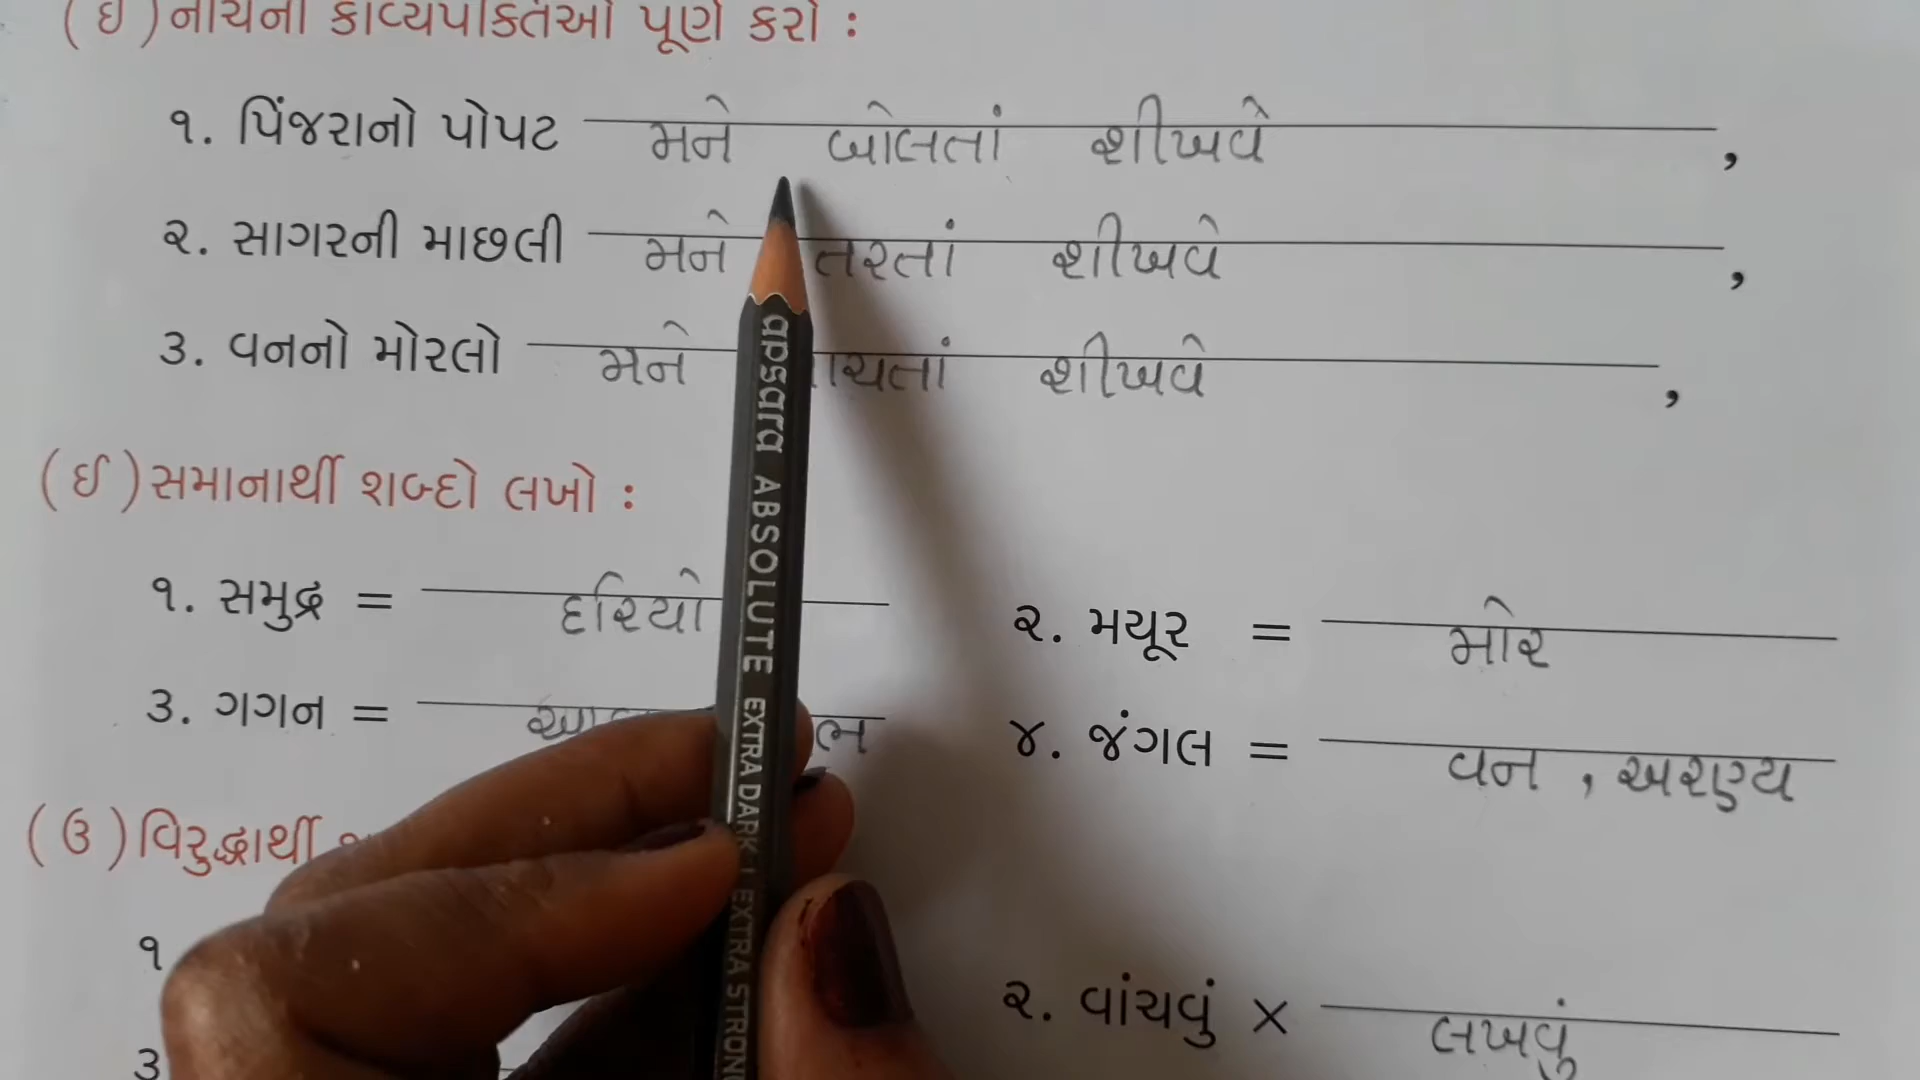 (ઇ) નીચેની કાવ્યપંક્તિઓ પૂર્ણ કરો :
૧. પિંજરાનો પોપટ મને બોલતાં શીખવે ,
૨. સાગરની માછલી મને તરતાં શીખવે ,
૩. વનનો મોરલો મને શીખવે ,
(ઈ) સમાનાર્થી શબ્દો લખો :
૧. સમુદ્ર = દરિયો ૨. મયૂર = મોર
૩. ગગન = ૪. જંગલ = વન , અરણ્ય
(ઉ) વિરુદ્ધાર્થી
૧
૨. વાંચવું × લખવું
૩
apsara ABSOLUTE EXTRA DARK EXTRA STRONG